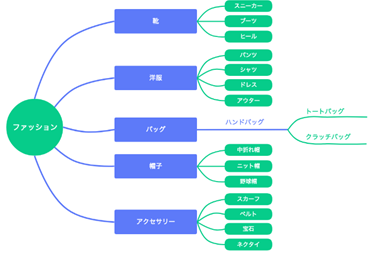 ファッション
靴
スニーカー
ブーツ
ヒール
洋服
パンツ
シャツ
ドレス
アウター
バッグ
ハンドバッグ
トートバッグ
クラッチバッグ
帽子
中折れ帽
ニット帽
野球帽
アクセサリー
スカーフ
ベルト
宝石
ネクタイ